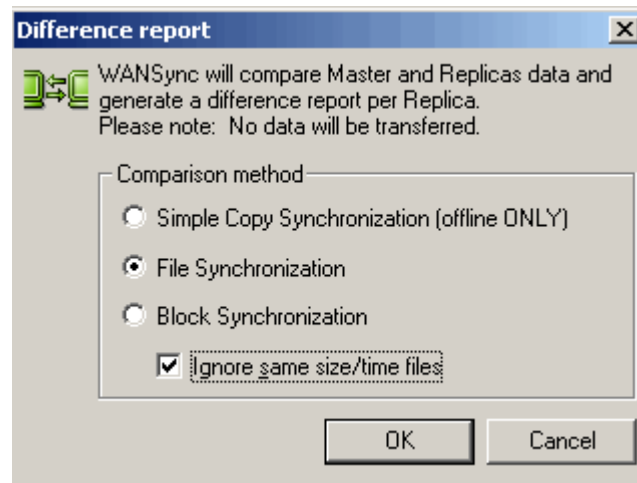 Difference report
WANSync will compare Master and Replicas data and
generate a difference report per Replica.
Please note: No data will be transferred.
Comparison method
Simple Copy Synchronization (offline ONLY)
File Synchronization
Block Synchronization
Ignore same size/time files
OK
Cancel